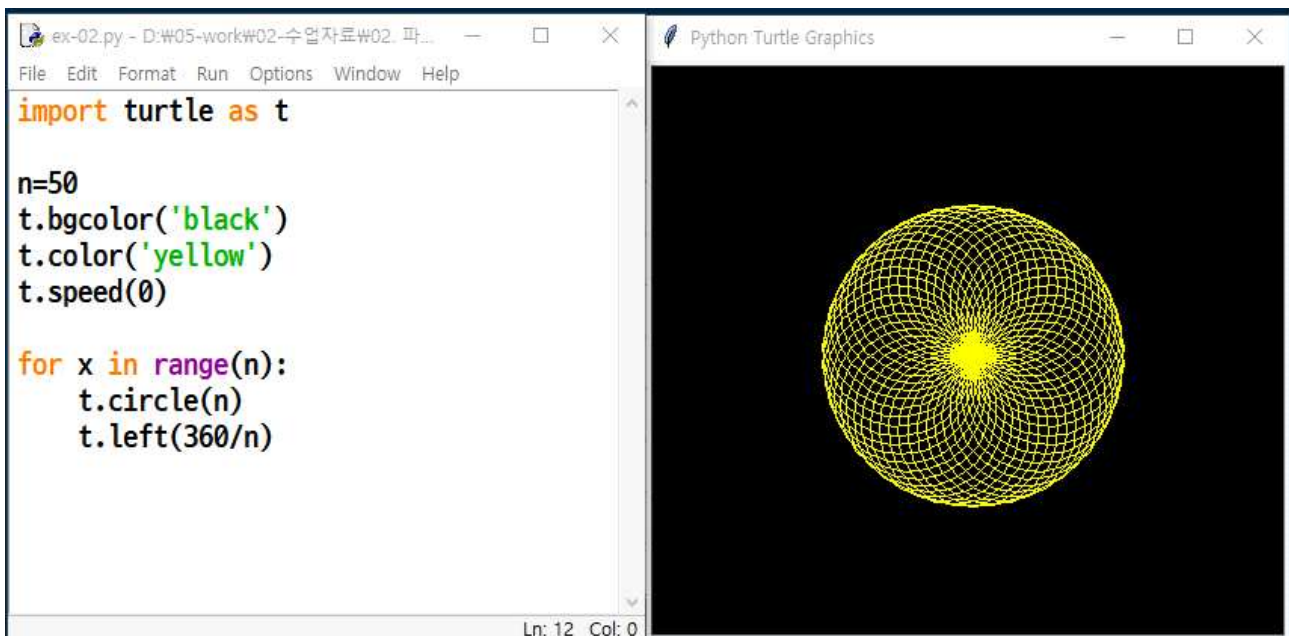 ex-02.py - D:₩05-work₩02-수업자료₩02. 파...
File Edit Format Run Options Window Help
import turtle as t
n=50
t.bgcolor('black')
t.color('yellow')
t.speed(0)
for x in range(n):
    t.circle(n)
    t.left(360/n)
Ln: 12 Col: 0
Python Turtle Graphics